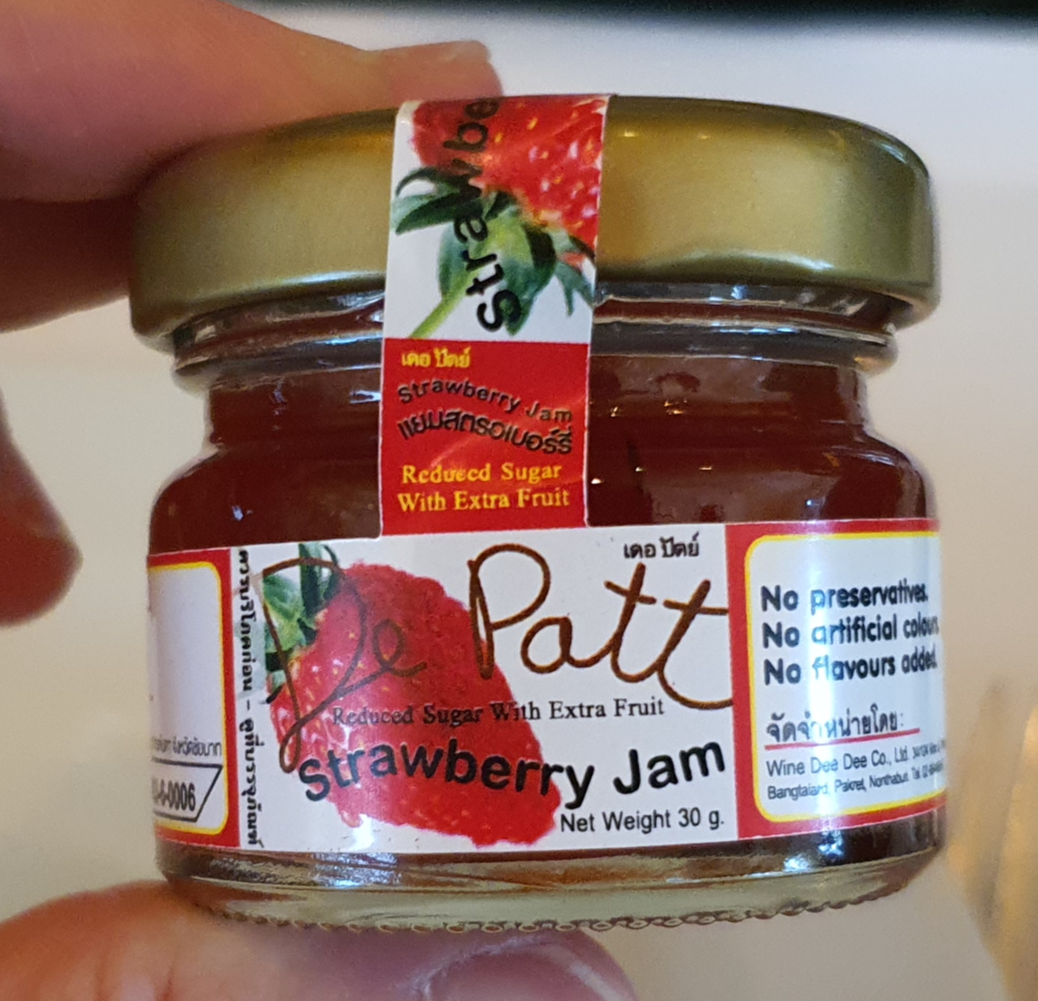 Strawbe
เดอ ปัตย์
Strawberry Jam
แยมสตรอเบอร์รี่
Reduced Sugar
With Extra Fruit
เดอ ปัตย์
De Patt
Reduced Sugar With Extra Fruit
Strawberry Jam
Net Weight 30 g.
No preservatives.
No artificial colours
No flavours added.
จัดจำหน่ายโดย:
Wine Dee Dee Co., Ltd.
Pakret, Nonthaburi,
-0006